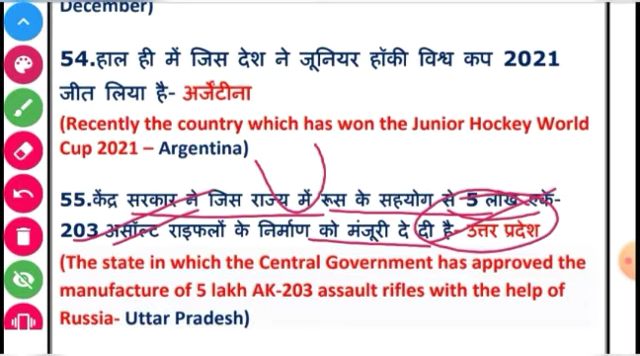 December)
54.हाल ही में जिस देश ने जूनियर हॉकी विश्व कप 2021
जीत लिया है- अर्जेंटीना
(Recently the country which has won the Junior Hockey World
Cup 2021 – Argentina)
55.केंद्र सरकार ने जिस राज्य में रूस के सहयोग से 5 लाख एके-
203 असॉल्ट राइफलों के निर्माण को मंजूरी दे दी है- उत्तर प्रदेश
(The state in which the Central Government has approved the
manufacture of 5 lakh AK-203 assault rifles with the help of
Russia- Uttar Pradesh)